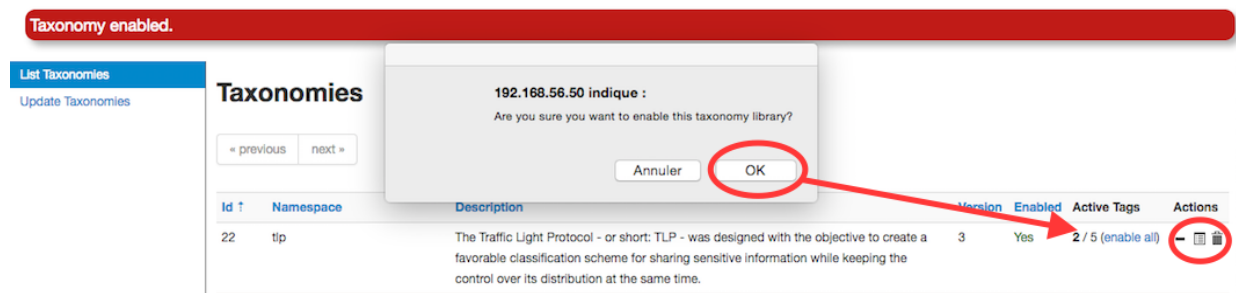 Taxonomy enabled.
List Taxonomies
Update Taxonomies
Taxonomies
« previous next »
192.168.56.50 indique :
Are you sure you want to enable this taxonomy library?
Annuler OK
Id ↑ Namespace Description Version Enabled Active Tags Actions
22 tlp The Traffic Light Protocol - or short: TLP - was designed with the objective to create a 3 Yes 2 / 5 (enable all)
favorable classification scheme for sharing sensitive information while keeping the
control over its distribution at the same time.